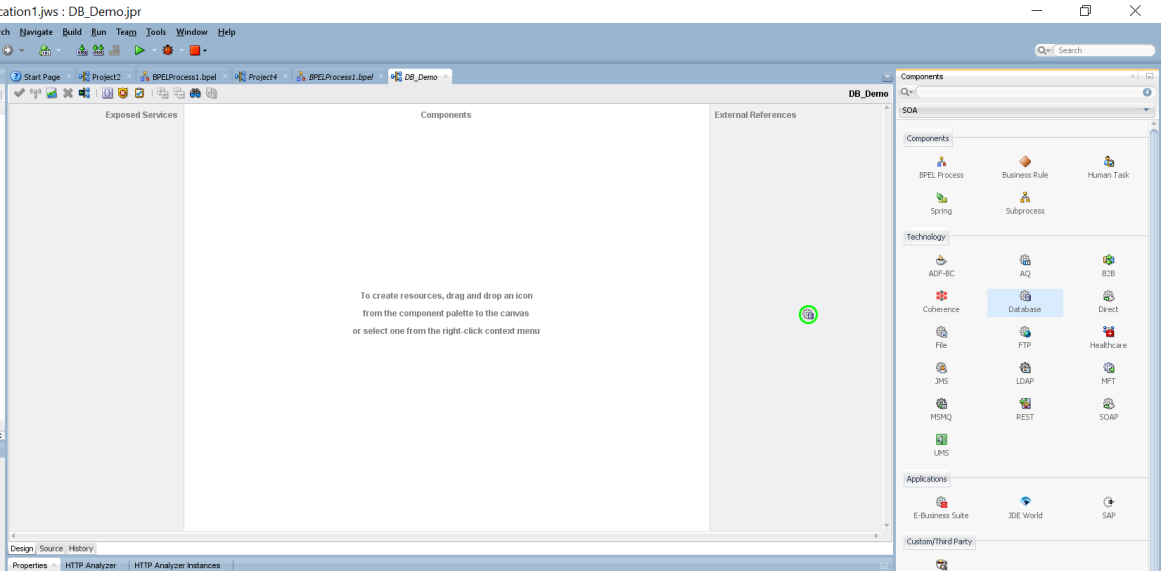 cation1.jws : DB_Demo.jpr
rch Navigate Build Run Team Tools Window Help
Search
Start Page Project2 BPELProcess1.bpel Project4 BPELProcess1.bpel DB_Demo
DB_Demo
Exposed Services Components External References
To create resources, drag and drop an icon
from the component palette to the canvas
or select one from the right-click context menu
Design Source History
Properties HTTP Analyzer HTTP Analyzer Instances
Components
SOA
Components
BPEL Process Business Rule Human Task
Spring Subprocess
Technology
ADF-BC AQ B2B
Coherence Database Direct
File FTP Healthcare
JMS LDAP MFT
MSMQ REST SOAP
UMS
Applications
E-Business Suite JDE World SAP
Custom/Third Party